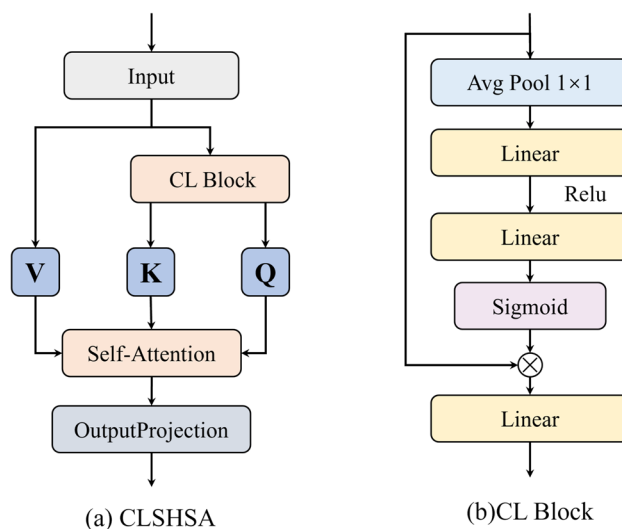 Input
CL Block
V
K
Q
Self-Attention
OutputProjection
(a) CLSHSA
Avg Pool 1×1
Linear
Relu
Linear
Sigmoid
Linear
(b)CL Block